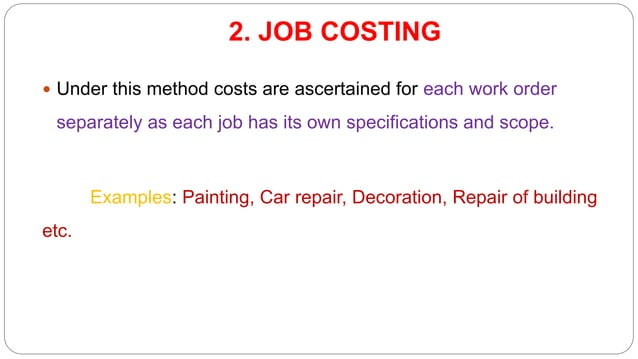 2. JOB COSTING
• Under this method costs are ascertained for each work order
separately as each job has its own specifications and scope.
Examples: Painting, Car repair, Decoration, Repair of building
etc.